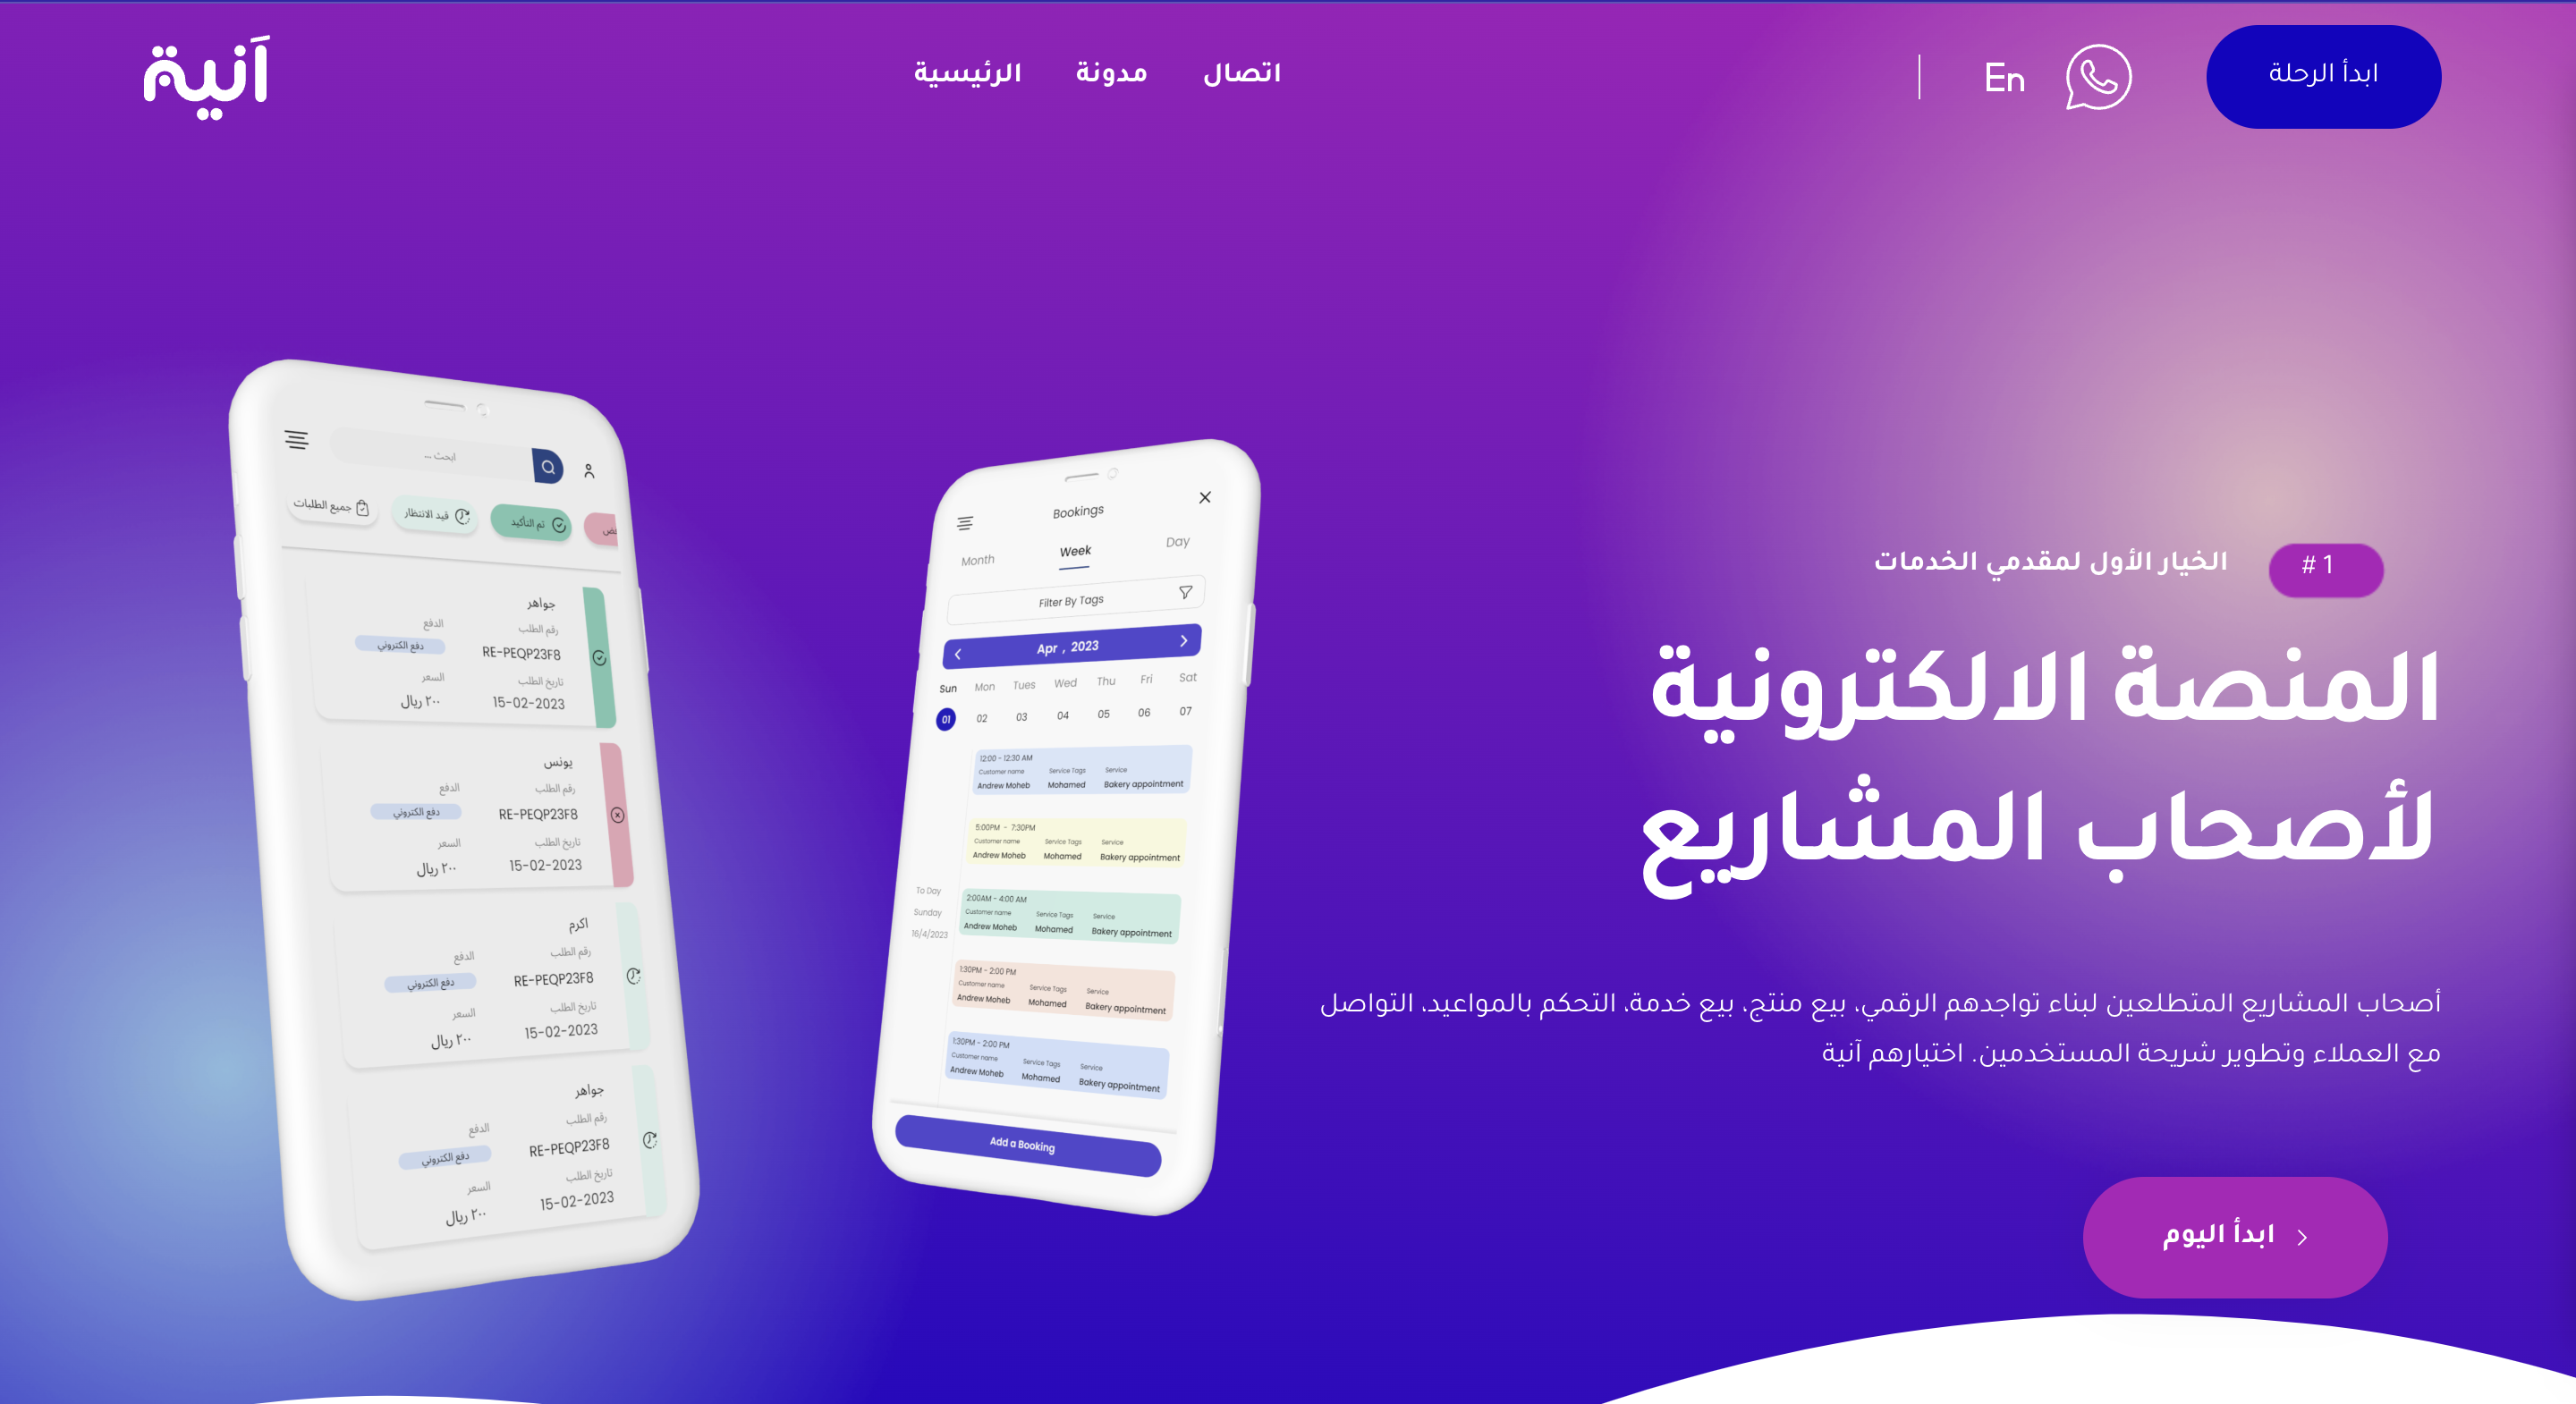 آنية
الرئيسية
مدونة
اتصال
En
ابدأ الرحلة
# 1
الخيار الأول لمقدمي الخدمات
المنصة الالكترونية
لأصحاب المشاريع
أصحاب المشاريع المتطلعين لبناء تواجدهم الرقمي، بيع منتج، بيع خدمة، التحكم بالمواعيد، التواصل
مع العملاء وتطوير شريحة المستخدمين. اختيارهم آنية
ابدأ اليوم
Bookings
Month Week Day
Filter By Tags
Apr , 2023
Sun Mon Tues Wed Thu Fri Sat
01 02 03 04 05 06 07
12:00 - 12:30 AM
Customer name Service Tags Service
Andrew Moheb Mohamed Bakery appointment
5:00PM - 7:30PM
Customer name Service Tags Service
Andrew Moheb Mohamed Bakery appointment
To Day
Sunday
16/4/2023
2:00AM - 4:00 AM
Customer name Service Tags Service
Andrew Moheb Mohamed Bakery appointment
1:30PM - 2:00 PM
Customer name Service Tags Service
Andrew Moheb Mohamed Bakery appointment
1:30PM - 2:00 PM
Customer name Service Tags Service
Andrew Moheb Mohamed Bakery appointment
Add a Booking
ابحث ...
تم التأكيد قيد الانتظار جميع الطلبات
جواهر
رقم الطلب الدفع
RE-PEQP23F8 دفع الكتروني
تاريخ الطلب السعر
15-02-2023 ٢٠٠ ريال
يونس
رقم الطلب الدفع
RE-PEQP23F8 دفع الكتروني
تاريخ الطلب السعر
15-02-2023 ٢٠٠ ريال
اكرم
رقم الطلب الدفع
RE-PEQP23F8 دفع الكتروني
تاريخ الطلب السعر
15-02-2023 ٢٠٠ ريال
جواهر
رقم الطلب الدفع
RE-PEQP23F8 دفع الكتروني
تاريخ الطلب السعر
15-02-2023 ٢٠٠ ريال